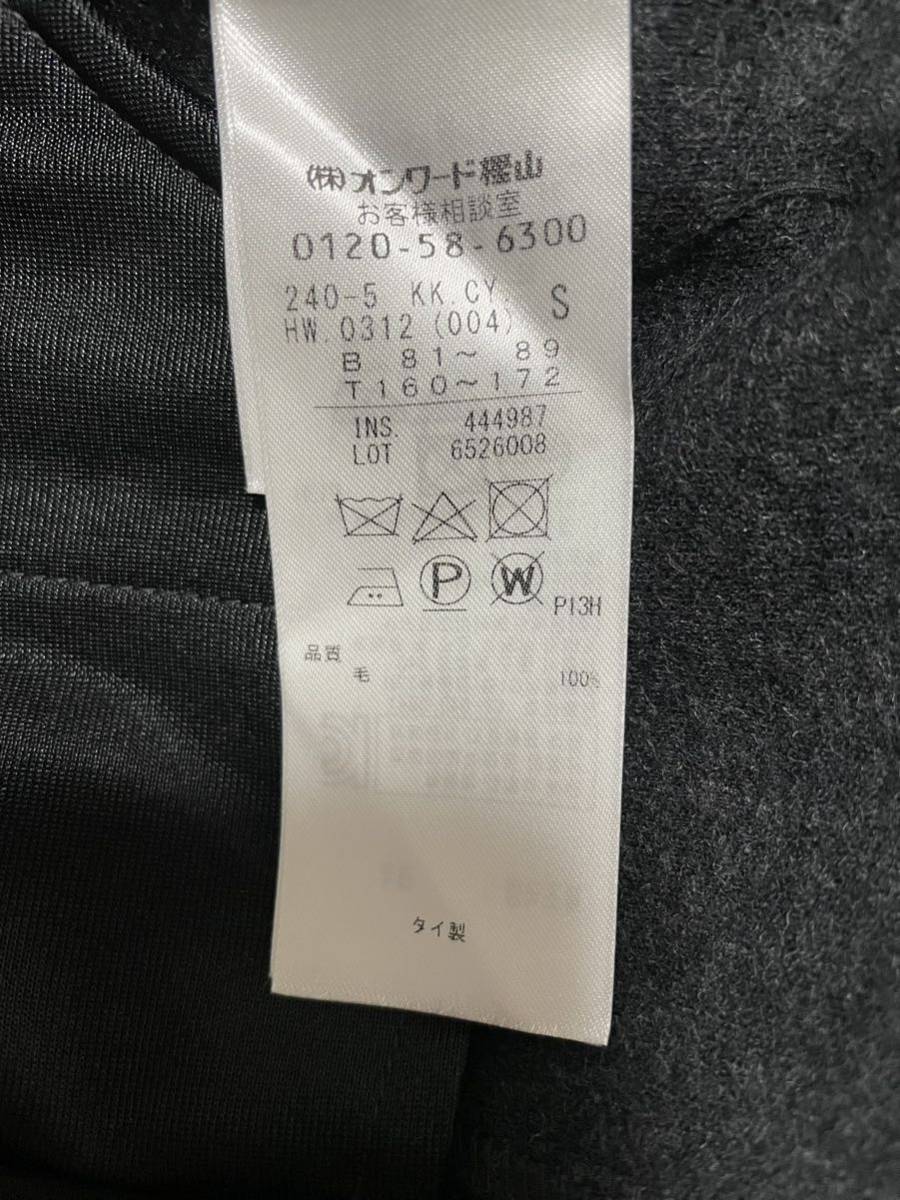 (株)オンワード樫山
お客様相談室
0120-58-6300
240-5 KK.CY. S
HW.0312 (004)
B 81～ 89
T160～172
INS. 444987
LOT 6526008
P W
P13H
品質
毛 100%
タイ製